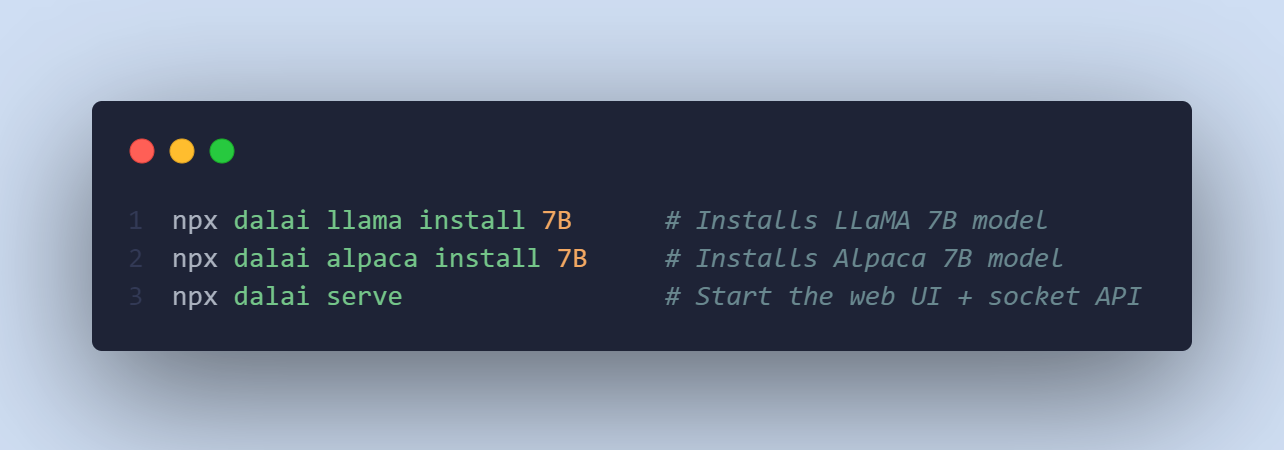 1 npx dalai llama install 7B # Installs LLaMA 7B model
2 npx dalai alpaca install 7B # Installs Alpaca 7B model
3 npx dalai serve # Start the web UI + socket API